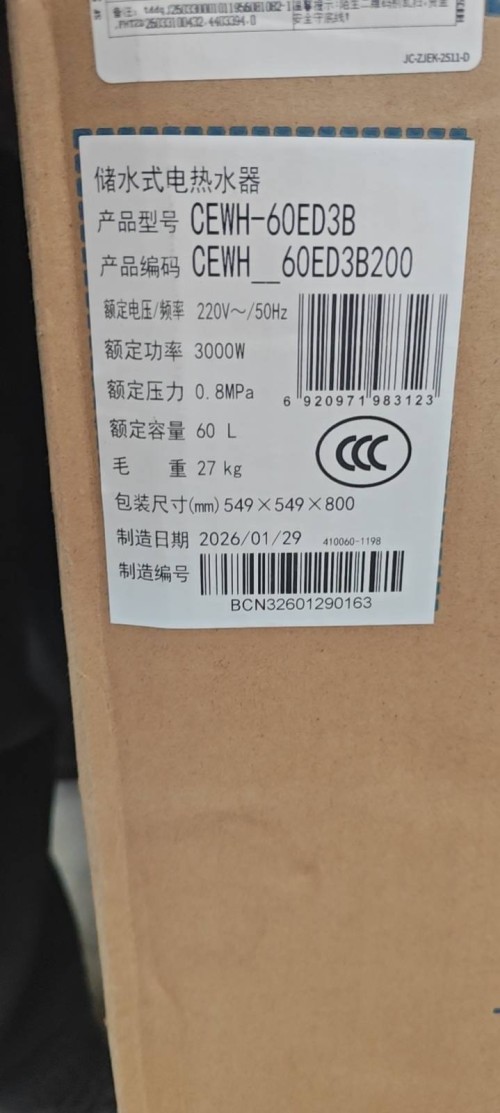 JC-ZJEK-2511-D
储水式电热水器
产品型号 CEWH-60ED3B
产品编码 CEWH__60ED3B200
额定电压/频率 220V～/50Hz
额定功率 3000W
额定压力 0.8MPa
6 920971 983123
额定容量 60 L
CCC
毛 重 27 kg
包装尺寸(mm) 549×549×800
制造日期 2026/01/29 410060-1198
制造编号
BCN32601290163